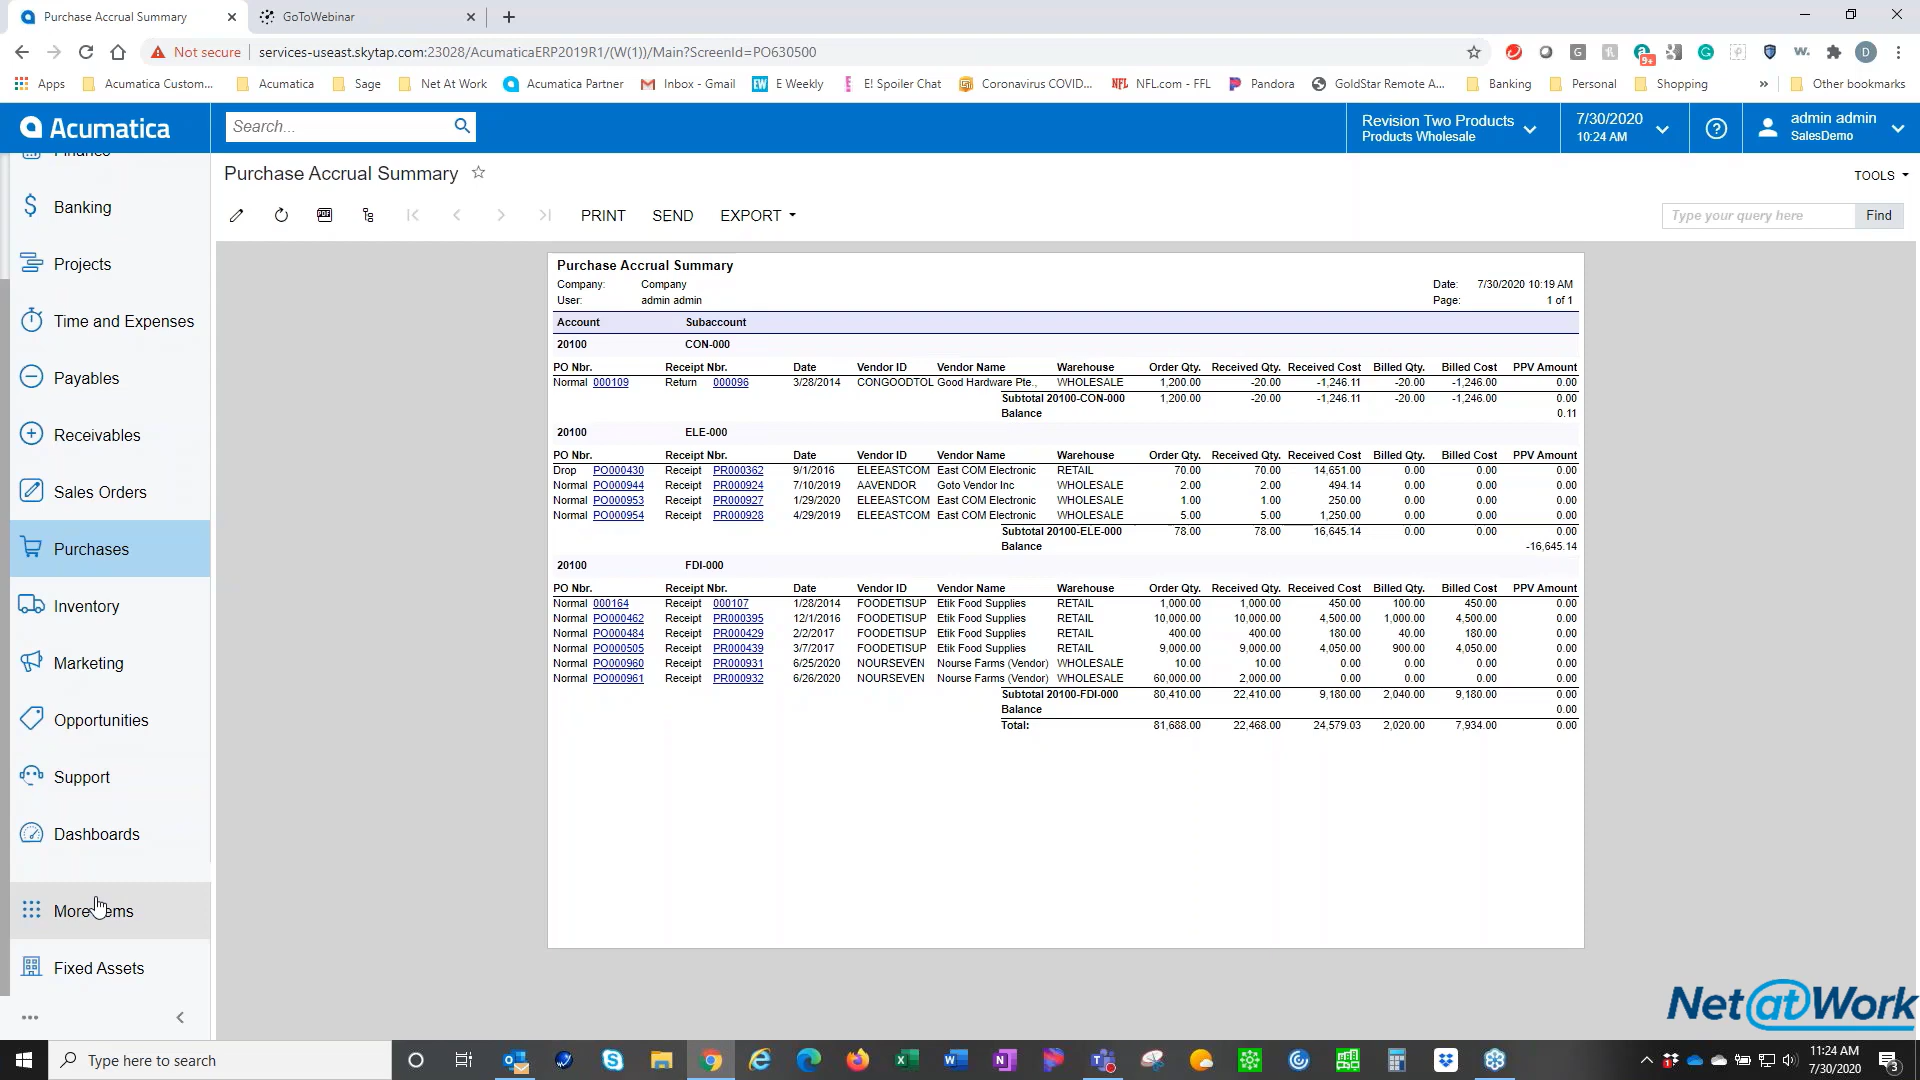 Purchase Accrual Summary
GoToWebinar
Not secure
services-useast.skytap.com:23028/AcumaticaERP2019R1/(W(1))/Main?ScreenId=PO630500
G
9+
w.
D
Apps
Acumatica Custom...
Acumatica
Sage
Net At Work
Acumatica Partner
Inbox - Gmail
EW E Weekly
E! Spoiler Chat
Coronavirus COVID...
NFL.com - FFL
Pandora
GoldStar Remote A...
Banking
Personal
Shopping
»
Other bookmarks
Acumatica
Search...
Revision Two Products
Products Wholesale
7/30/2020
10:24 AM
?
admin admin
SalesDemo
Finance
Banking
Projects
Time and Expenses
Payables
Receivables
Sales Orders
Purchases
Inventory
Marketing
Opportunities
Support
Dashboards
Fixed Assets
Purchase Accrual Summary
TOOLS
PRINT SEND EXPORT
Type your query here Find
Purchase Accrual Summary
Company: Company Date: 7/30/2020 10:19 AM
User: admin admin Page: 1 of 1
Account Subaccount
20100 CON-000
PO Nbr. Receipt Nbr. Date Vendor ID Vendor Name Warehouse Order Qty. Received Qty. Received Cost Billed Qty. Billed Cost PPV Amount
Normal 000109 Return 000096 3/28/2014 CONGOODTOL Good Hardware Pte., WHOLESALE 1,200.00 -20.00 -1,246.11 -20.00 -1,246.00 0.00
Subtotal 20100-CON-000 1,200.00 -20.00 -1,246.11 -20.00 -1,246.00 0.00
Balance 0.11
20100 ELE-000
PO Nbr. Receipt Nbr. Date Vendor ID Vendor Name Warehouse Order Qty. Received Qty. Received Cost Billed Qty. Billed Cost PPV Amount
Drop PO000430 Receipt PR000362 9/1/2016 ELEEASTCOM East COM Electronic RETAIL 70.00 70.00 14,651.00 0.00 0.00 0.00
Normal PO000944 Receipt PR000924 7/10/2019 AAVENDOR Goto Vendor Inc WHOLESALE 2.00 2.00 494.14 0.00 0.00 0.00
Normal PO000953 Receipt PR000927 1/29/2020 ELEEASTCOM East COM Electronic WHOLESALE 1.00 1.00 250.00 0.00 0.00 0.00
Normal PO000954 Receipt PR000928 4/29/2019 ELEEASTCOM East COM Electronic WHOLESALE 5.00 5.00 1,250.00 0.00 0.00 0.00
Subtotal 20100-ELE-000 78.00 78.00 16,645.14 0.00 0.00 0.00
Balance -16,645.14
20100 FDI-000
PO Nbr. Receipt Nbr. Date Vendor ID Vendor Name Warehouse Order Qty. Received Qty. Received Cost Billed Qty. Billed Cost PPV Amount
Normal 000164 Receipt 000107 1/28/2014 FOODETISUP Etik Food Supplies RETAIL 1,000.00 1,000.00 450.00 100.00 450.00 0.00
Normal PO000462 Receipt PR000395 12/1/2016 FOODETISUP Etik Food Supplies RETAIL 10,000.00 10,000.00 4,500.00 1,000.00 4,500.00 0.00
Normal PO000484 Receipt PR000429 2/2/2017 FOODETISUP Etik Food Supplies RETAIL 400.00 400.00 180.00 40.00 180.00 0.00
Normal PO000505 Receipt PR000439 3/7/2017 FOODETISUP Etik Food Supplies RETAIL 9,000.00 9,000.00 4,050.00 900.00 4,050.00 0.00
Normal PO000960 Receipt PR000931 6/25/2020 NOURSEVEN Nourse Farms (Vendor) WHOLESALE 10.00 10.00 0.00 0.00 0.00 0.00
Normal PO000961 Receipt PR000932 6/26/2020 NOURSEVEN Nourse Farms (Vendor) WHOLESALE 60,000.00 2,000.00 0.00 0.00 0.00 0.00
Subtotal 20100-FDI-000 80,410.00 22,410.00 9,180.00 2,040.00 9,180.00 0.00
Balance 0.00
Total: 81,688.00 22,468.00 24,579.03 2,020.00 7,934.00 0.00
More
NetatWork
Type here to search
11:24 AM
7/30/2020
3